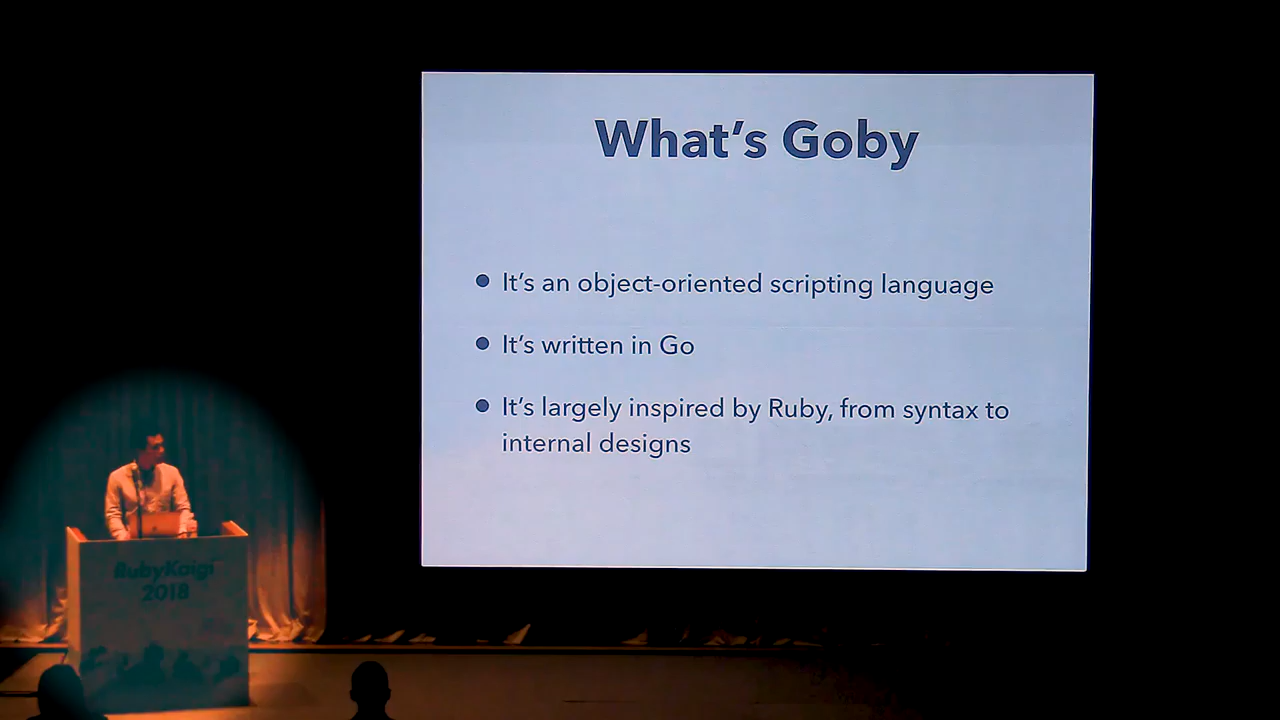 What’s Goby
● It’s an object-oriented scripting language
● It’s written in Go
● It’s largely inspired by Ruby, from syntax to
internal designs
RubyKaigi
2018